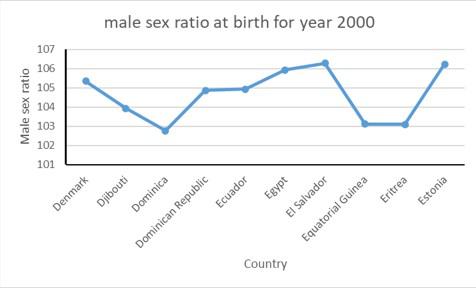 male sex ratio at birth for year 2000
Male sex ratio
107
106
105
104
103
102
101
Denmark
Djibouti
Dominica
Dominican Republic
Ecuador
Egypt
El Salvador
Equatorial Guinea
Eritrea
Estonia
Country